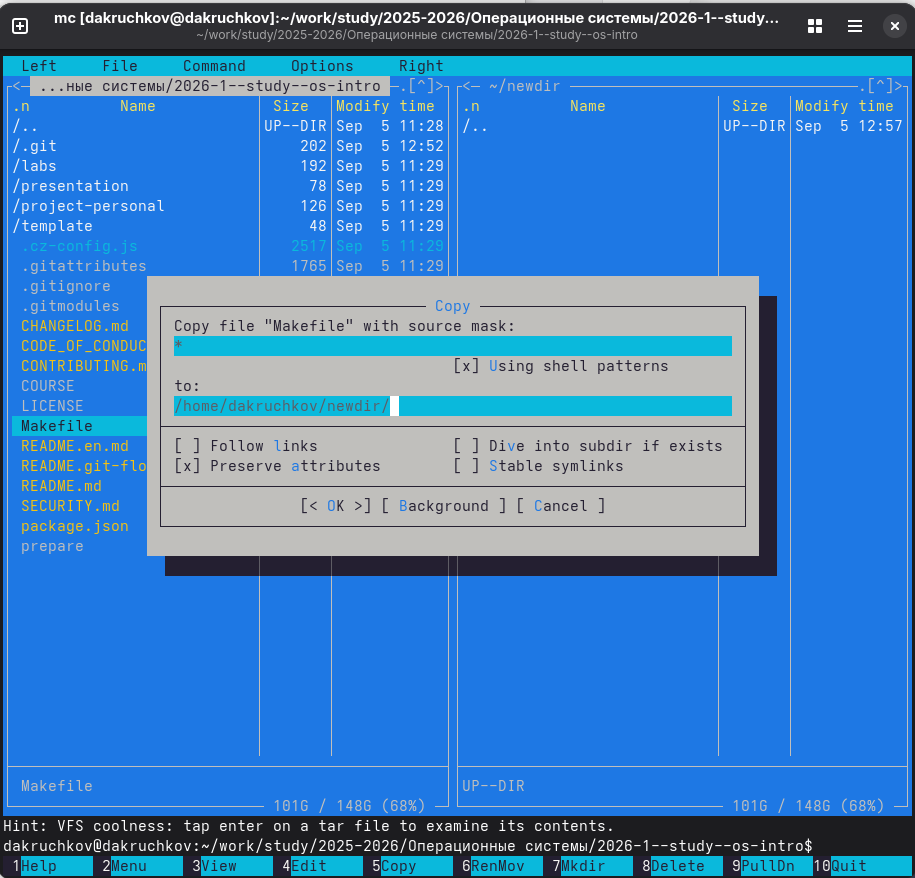 mc [dakruchkov@dakruchkov]:~/work/study/2025-2026/Операционные системы/2026-1--study...
~/work/study/2025-2026/Операционные системы/2026-1--study--os-intro
Left File Command Options Right
<─ ...ные системы/2026-1--study--os-intro ─.[^]>
.n Name Size Modify time
/.. UP--DIR Sep 5 11:28
/.git 202 Sep 5 12:52
/labs 192 Sep 5 11:29
/presentation 78 Sep 5 11:29
/project-personal 126 Sep 5 11:29
/template 48 Sep 5 11:29
.cz-config.js 2517 Sep 5 11:29
.gitattributes 1765 Sep 5 11:29
.gitignore
.gitmodules
CHANGELOG.md
CODE_OF_CONDUC
CONTRIBUTING.m
COURSE
LICENSE
Makefile
README.en.md
README.git-flo
README.md
SECURITY.md
package.json
prepare
Makefile
101G / 148G (68%)
<─ ~/newdir ─.[^]>
.n Name Size Modify time
/.. UP--DIR Sep 5 12:57
UP--DIR
101G / 148G (68%)
Copy
Copy file "Makefile" with source mask:
*
[x] Using shell patterns
to:
/home/dakruchkov/newdir/
[ ] Follow links [ ] Dive into subdir if exists
[x] Preserve attributes [ ] Stable symlinks
[< OK >] [ Background ] [ Cancel ]
Hint: VFS coolness: tap enter on a tar file to examine its contents.
dakruchkov@dakruchkov:~/work/study/2025-2026/Операционные системы/2026-1--study--os-intro$
1Help 2Menu 3View 4Edit 5Copy 6RenMov 7Mkdir 8Delete 9PullDn 10Quit